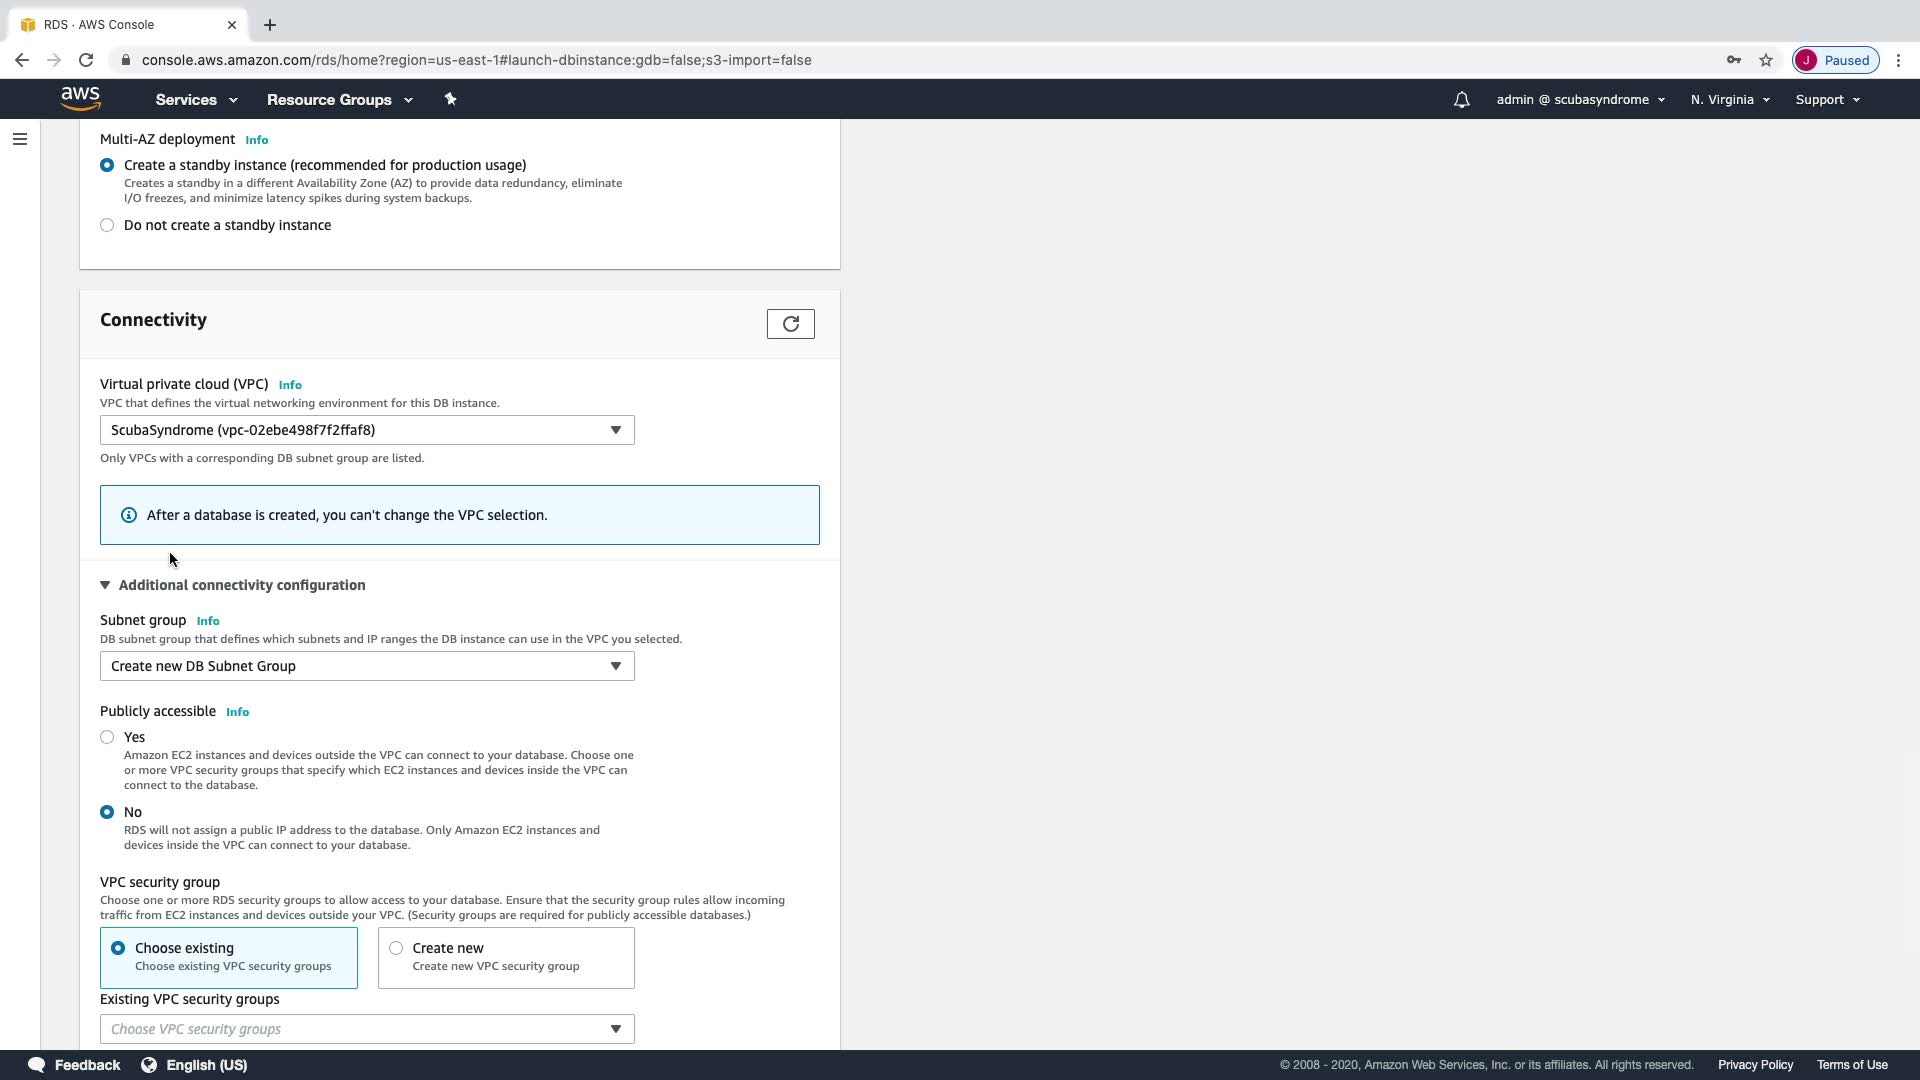 RDS · AWS Console
console.aws.amazon.com/rds/home?region=us-east-1#launch-dbinstance:gdb=false;s3-import=false
J Paused
aws
Services
Resource Groups
admin @ scubasyndrome
N. Virginia
Support
Multi-AZ deployment Info
Create a standby instance (recommended for production usage)
Creates a standby in a different Availability Zone (AZ) to provide data redundancy, eliminate
I/O freezes, and minimize latency spikes during system backups.
Do not create a standby instance
Connectivity
Virtual private cloud (VPC) Info
VPC that defines the virtual networking environment for this DB instance.
ScubaSyndrome (vpc-02ebe498f7f2ffaf8)
Only VPCs with a corresponding DB subnet group are listed.
After a database is created, you can't change the VPC selection.
Additional connectivity configuration
Subnet group Info
DB subnet group that defines which subnets and IP ranges the DB instance can use in the VPC you selected.
Create new DB Subnet Group
Publicly accessible Info
Yes
Amazon EC2 instances and devices outside the VPC can connect to your database. Choose one
or more VPC security groups that specify which EC2 instances and devices inside the VPC can
connect to the database.
No
RDS will not assign a public IP address to the database. Only Amazon EC2 instances and
devices inside the VPC can connect to your database.
VPC security group
Choose one or more RDS security groups to allow access to your database. Ensure that the security group rules allow incoming
traffic from EC2 instances and devices outside your VPC. (Security groups are required for publicly accessible databases.)
Choose existing
Choose existing VPC security groups
Create new
Create new VPC security group
Existing VPC security groups
Choose VPC security groups
Feedback
English (US)
© 2008 - 2020, Amazon Web Services, Inc. or its affiliates. All rights reserved.
Privacy Policy
Terms of Use